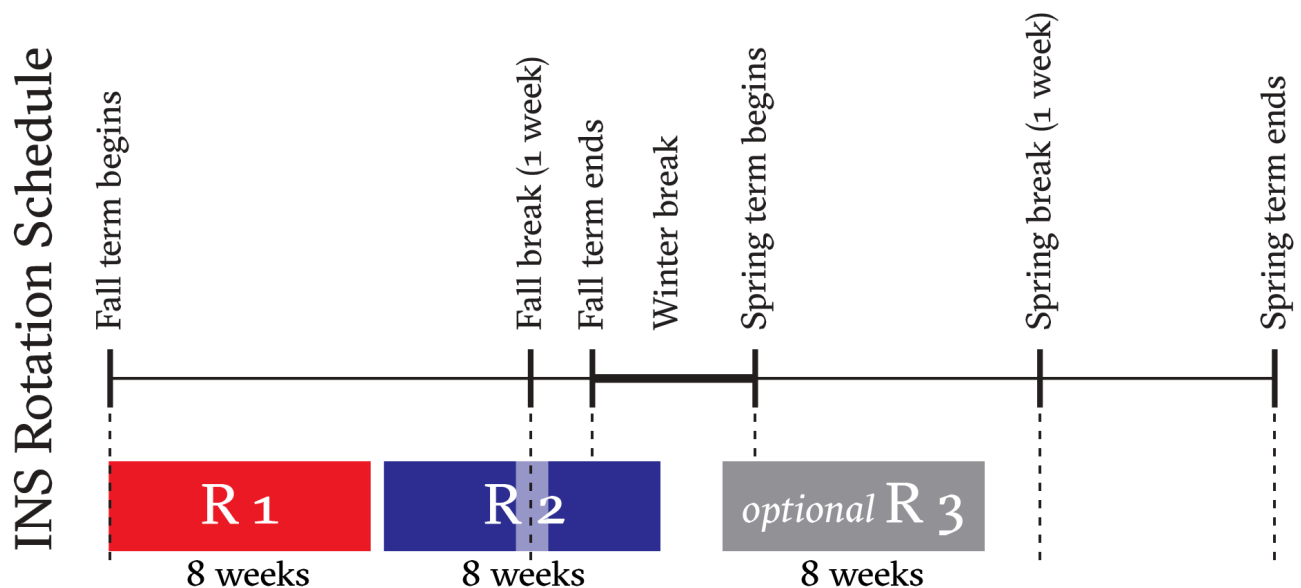 INS Rotation Schedule
Fall term begins
Fall break (1 week)
Fall term ends
Winter break
Spring term begins
Spring break (1 week)
Spring term ends
R 1
R 2
optional R 3
8 weeks
8 weeks
8 weeks